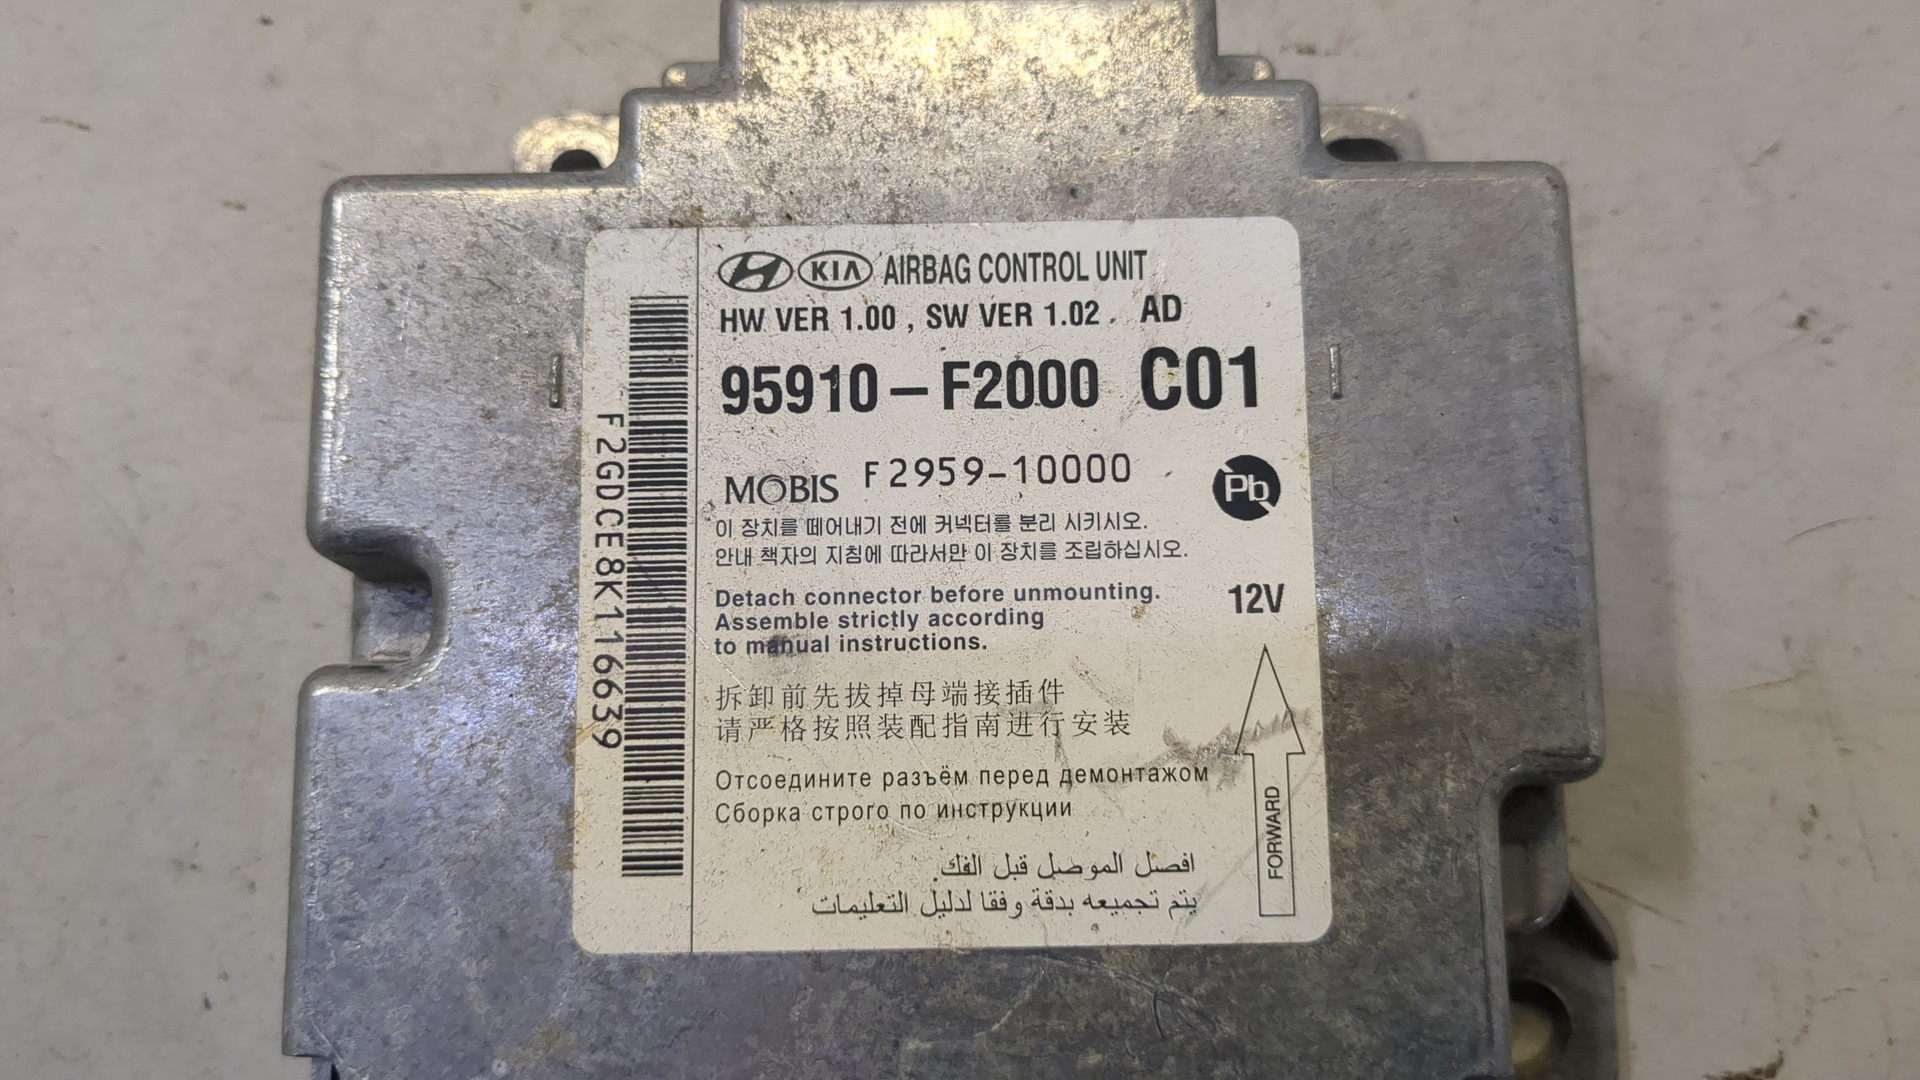 KIA AIRBAG CONTROL UNIT
HW VER 1.00 , SW VER 1.02 . AD
95910-F2000 C01
MOBIS F2959-10000
Pb
이 장치를 떼어내기 전에 커넥터를 분리 시키시오.
안내 책자의 지침에 따라서만 이 장치를 조립하십시오.
Detach connector before unmounting.
Assemble strictly according
to manual instructions.
12V
拆卸前先拔掉母端接插件
请严格按照装配指南进行安装
Отсоедините разъём перед демонтажом
Сборка строго по инструкции
افصل الموصل قبل الفك.
يتم تجميعه بدقة وفقا لدليل التعليمات
FORWARD
F2GDCE8K116639